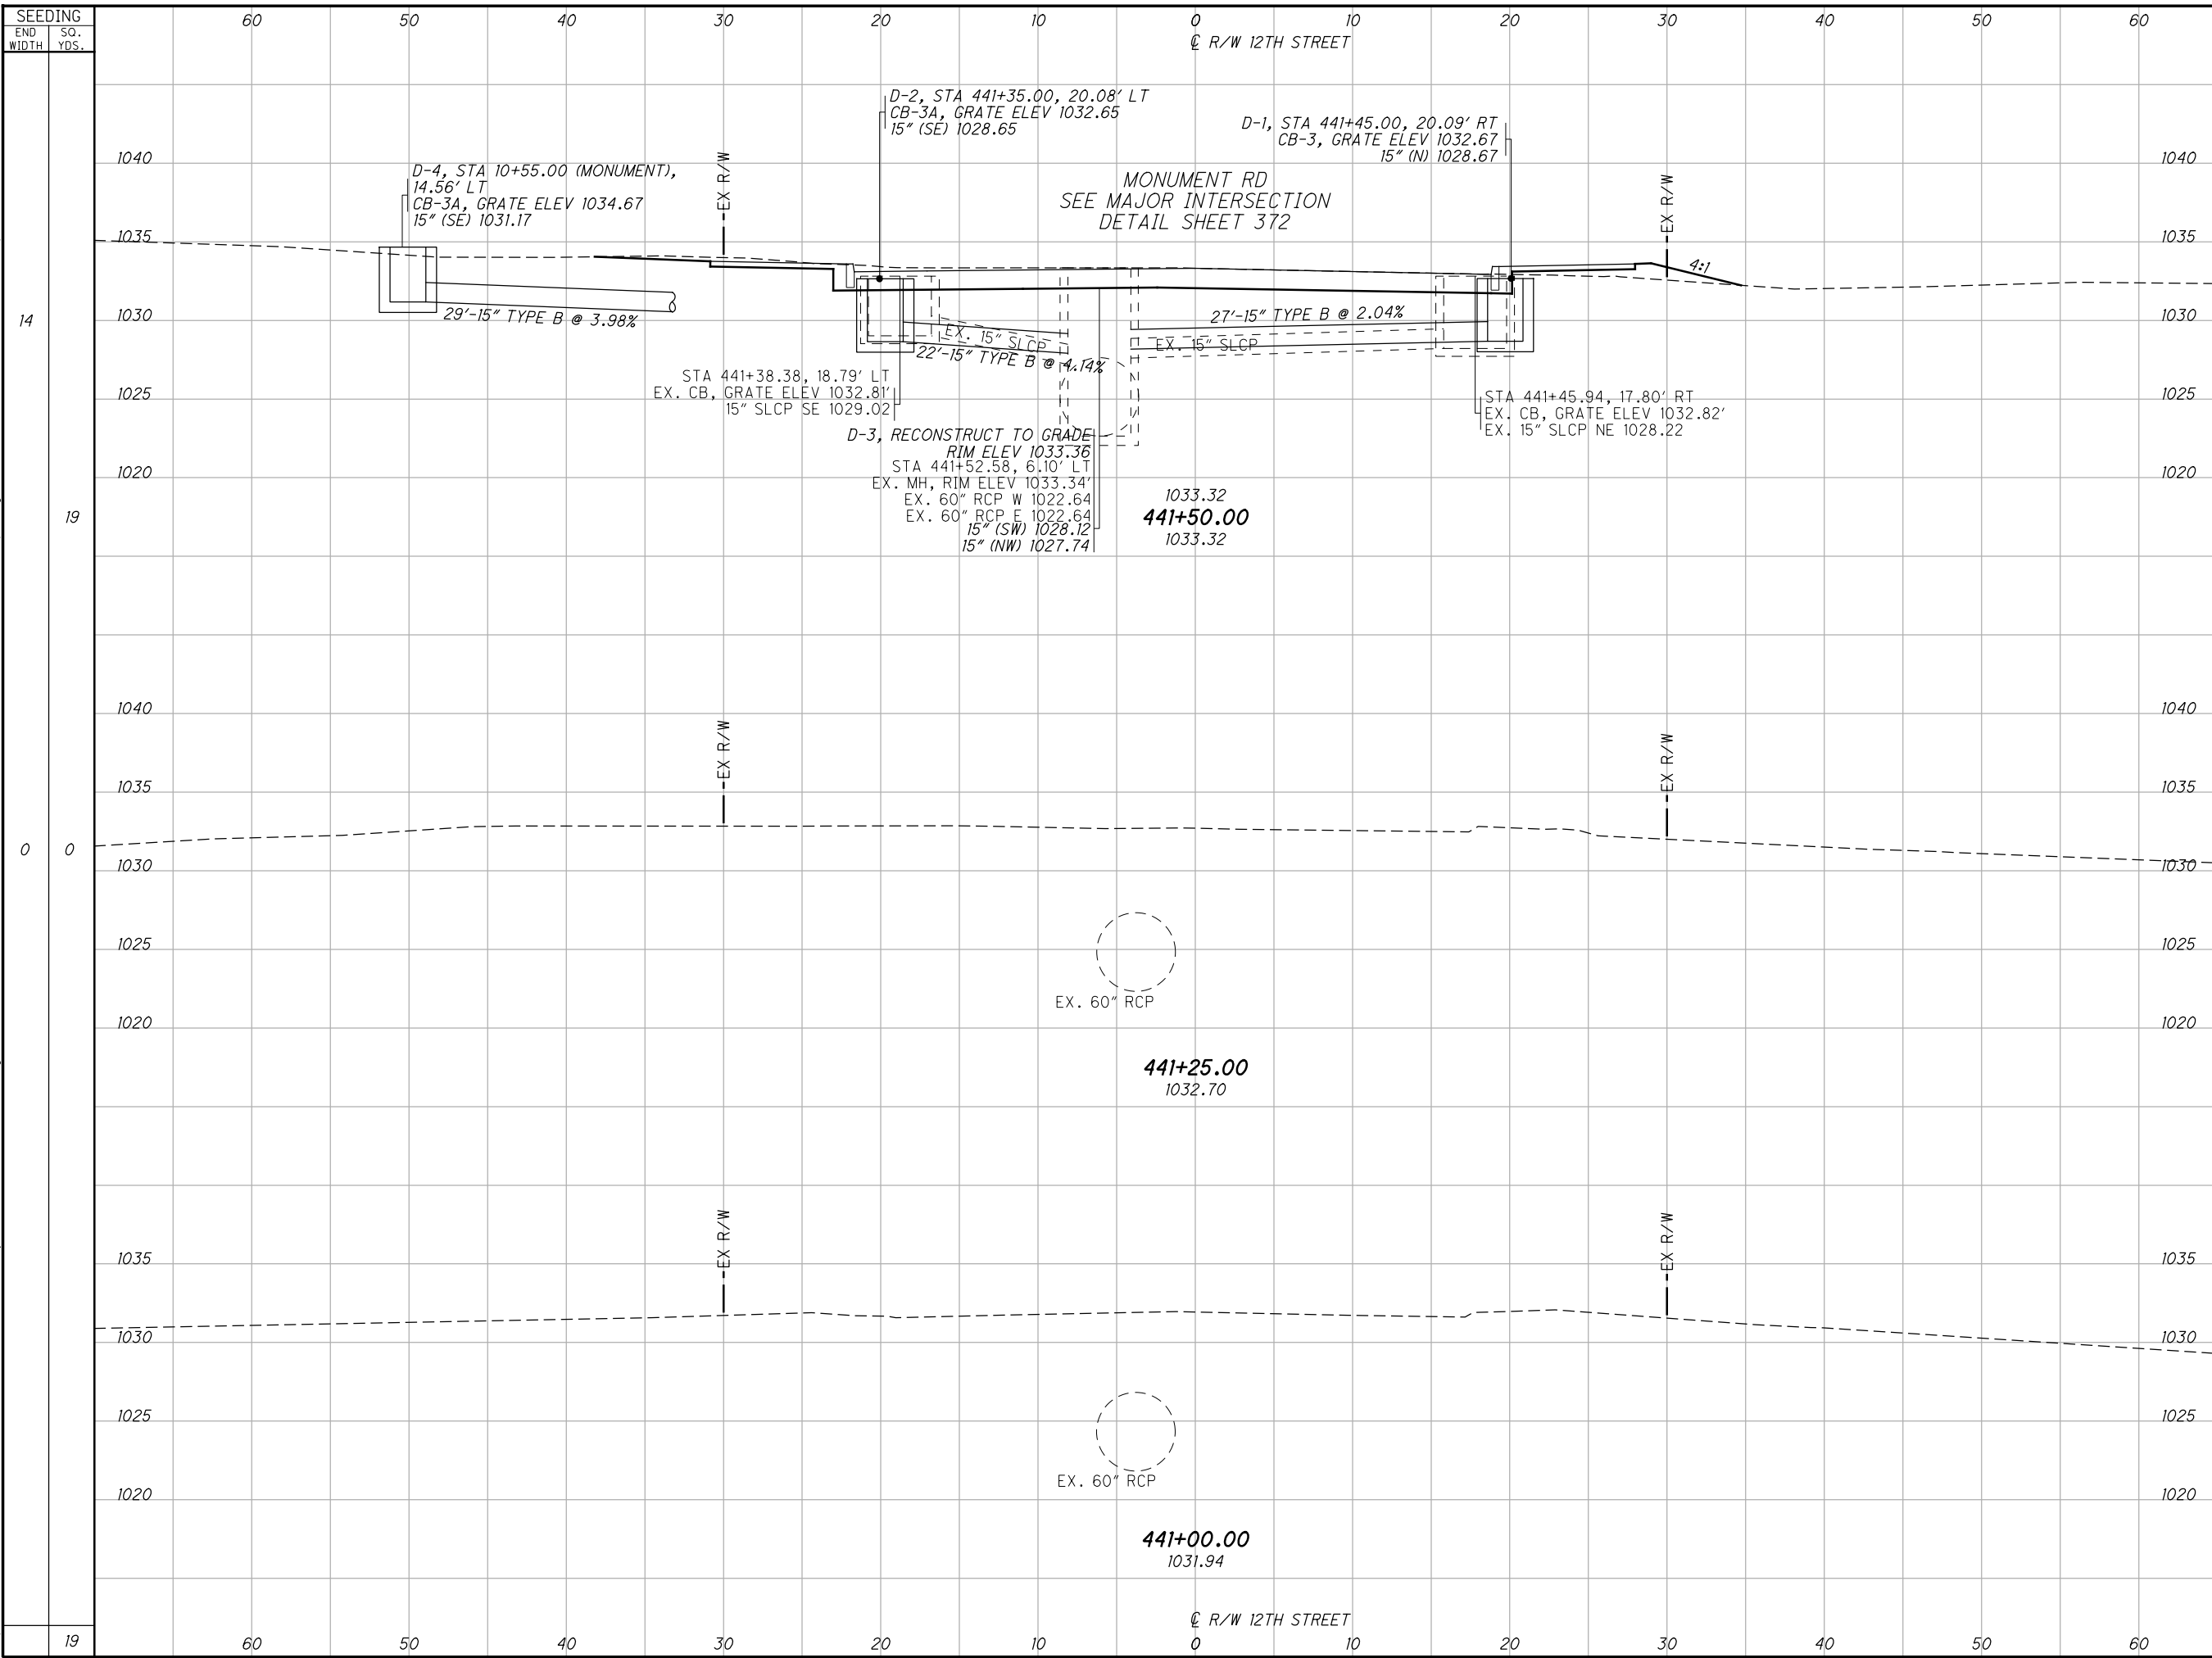 SEEDING
END WIDTH
SQ. YDS.
60 50 40 30 20 10 0 10 20 30 40 50 60
℄ R/W 12TH STREET
D-2, STA 441+35.00, 20.08' LT
CB-3A, GRATE ELEV 1032.65
15" (SE) 1028.65
D-1, STA 441+45.00, 20.09' RT
CB-3, GRATE ELEV 1032.67
15" (N) 1028.67
1040 1040
D-4, STA 10+55.00 (MONUMENT),
14.56' LT
CB-3A, GRATE ELEV 1034.67
15" (SE) 1031.17
EX R/W
MONUMENT RD
SEE MAJOR INTERSECTION
DETAIL SHEET 372
EX R/W
1035 1035
4:1
14
1030 1030
29'-15" TYPE B @ 3.98%
27'-15" TYPE B @ 2.04%
EX. 15" SLCP
EX. 15" SLCP
22'-15" TYPE B @ 4.14%
STA 441+38.38, 18.79' LT
EX. CB, GRATE ELEV 1032.81'
15" SLCP SE 1029.02
1025 1025
STA 441+45.94, 17.80' RT
EX. CB, GRATE ELEV 1032.82'
EX. 15" SLCP NE 1028.22
D-3, RECONSTRUCT TO GRADE
RIM ELEV 1033.36
STA 441+52.58, 6.10' LT
EX. MH, RIM ELEV 1033.34'
EX. 60" RCP W 1022.64
EX. 60" RCP E 1022.64
15" (SW) 1028.12
15" (NW) 1027.74
1020 1020
1033.32
441+50.00
1033.32
19
1040 1040
EX R/W
EX R/W
1035 1035
0 0
1030 1030
1025 1025
EX. 60" RCP
1020 1020
441+25.00
1032.70
EX R/W
EX R/W
1035 1035
1030 1030
1025 1025
EX. 60" RCP
1020 1020
441+00.00
1031.94
℄ R/W 12TH STREET
19
60 50 40 30 20 10 0 10 20 30 40 50 60